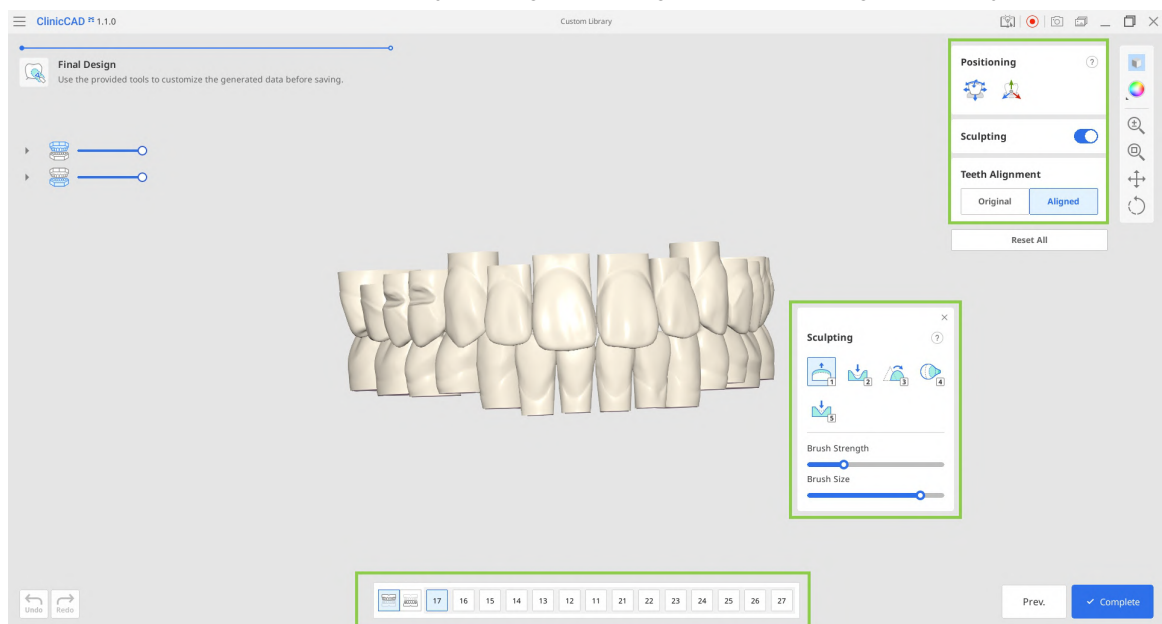 ClinicCAD 1.1.0
Custom Library
Final Design
Use the provided tools to customize the generated data before saving.
Positioning
?
Sculpting
Teeth Alignment
Original Aligned
Reset All
Sculpting
?
1 2 3 4
5
Brush Strength
Brush Size
Undo Redo
17 16 15 14 13 12 11 21 22 23 24 25 26 27
Prev.
Complete